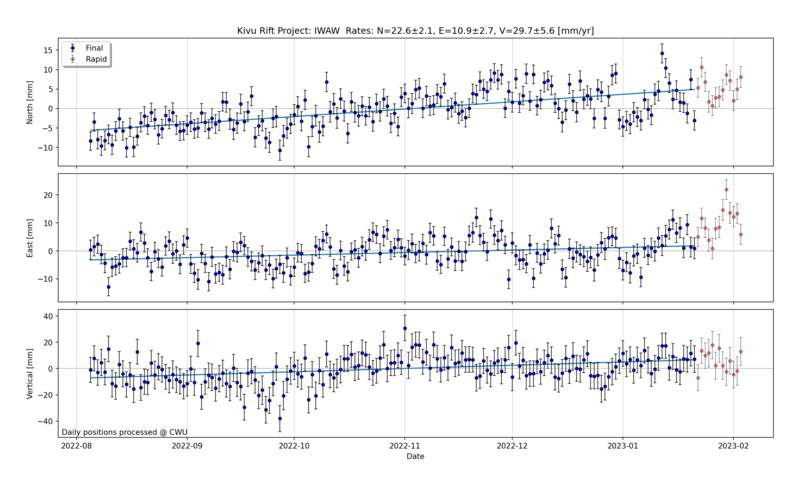 Kivu Rift Project: IWAW  Rates: N=22.6±2.1, E=10.9±2.7, V=29.7±5.6 [mm/yr]
Final
Rapid
North [mm]
15
10
5
0
−5
−10
East [mm]
20
10
0
−10
Vertical [mm]
40
20
0
−20
−40
Daily positions processed @ CWU
2022-08 2022-09 2022-10 2022-11 2022-12 2023-01 2023-02
Date